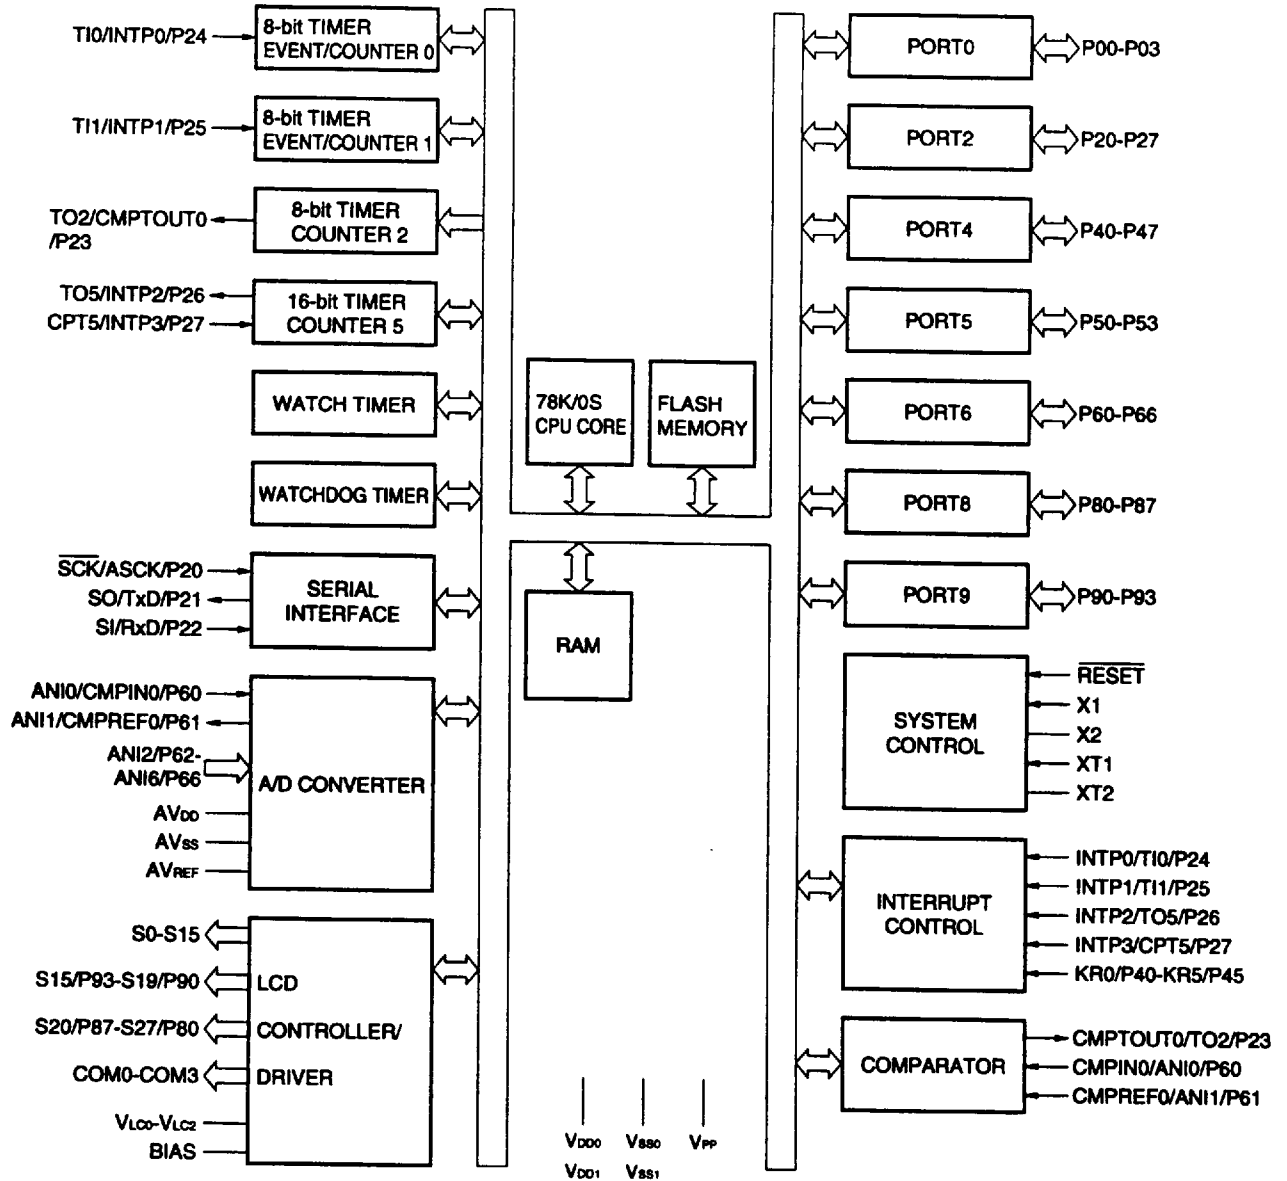 TI0/INTP0/P24
8-bit TIMER
EVENT/COUNTER 0
TI1/INTP1/P25
8-bit TIMER
EVENT/COUNTER 1
TO2/CMPTOUT0
/P23
8-bit TIMER
COUNTER 2
TO5/INTP2/P26
CPT5/INTP3/P27
16-bit TIMER
COUNTER 5
WATCH TIMER
WATCHDOG TIMER
SCK/ASCK/P20
SO/TxD/P21
SI/RxD/P22
SERIAL
INTERFACE
ANI0/CMPIN0/P60
ANI1/CMPREF0/P61
ANI2/P62-
ANI6/P66
AVDD
AVSS
AVREF
A/D CONVERTER
S0-S15
S15/P93-S19/P90
S20/P87-S27/P80
COM0-COM3
VLC0-VLC2
BIAS
LCD
CONTROLLER/
DRIVER
78K/0S
CPU CORE
FLASH
MEMORY
RAM
VDD0
VDD1
VSS0
VSS1
VPP
PORT0
P00-P03
PORT2
P20-P27
PORT4
P40-P47
PORT5
P50-P53
PORT6
P60-P66
PORT8
P80-P87
PORT9
P90-P93
SYSTEM
CONTROL
RESET
X1
X2
XT1
XT2
INTERRUPT
CONTROL
INTP0/TI0/P24
INTP1/TI1/P25
INTP2/TO5/P26
INTP3/CPT5/P27
KR0/P40-KR5/P45
COMPARATOR
CMPTOUT0/TO2/P23
CMPIN0/ANI0/P60
CMPREF0/ANI1/P61